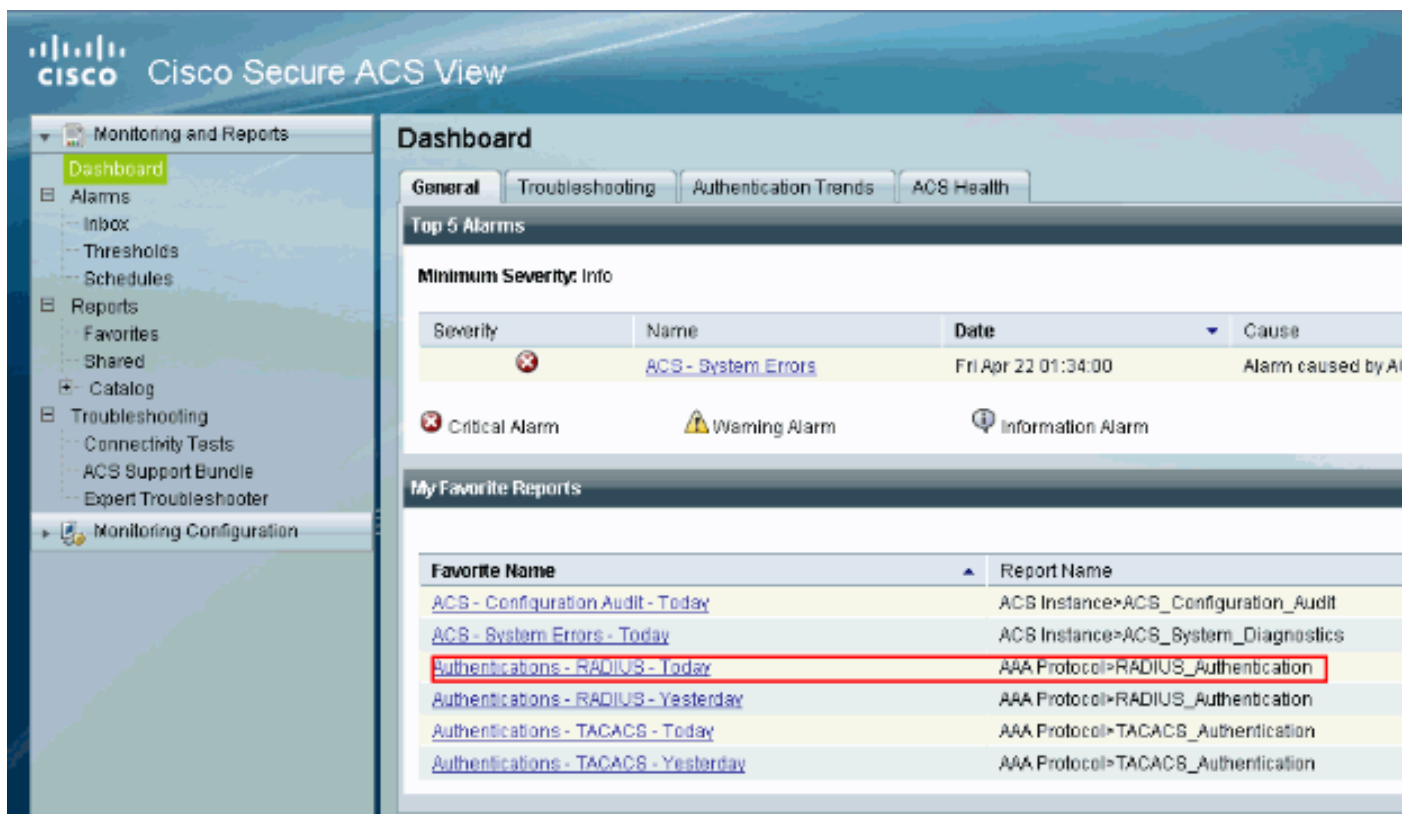 CISCO Cisco Secure ACS View
Monitoring and Reports
Dashboard
Alarms
Inbox
Thresholds
Schedules
Reports
Favorites
Shared
Catalog
Troubleshooting
Connectivity Tests
ACS Support Bundle
Expert Troubleshooter
Monitoring Configuration
Dashboard
General Troubleshooting Authentication Trends ACS Health
Top 5 Alarms
Minimum Severity: Info
Severity Name Date Cause
ACS - System Errors Fri Apr 22 01:34:00 Alarm caused by
Critical Alarm Warning Alarm Information Alarm
My Favorite Reports
Favorite Name Report Name
ACS - Configuration Audit - Today ACS Instance>ACS_Configuration_Audit
ACS - System Errors - Today ACS Instance>ACS_System_Diagnostics
Authentications - RADIUS - Today AAA Protocol>RADIUS_Authentication
Authentications - RADIUS - Yesterday AAA Protocol>RADIUS_Authentication
Authentications - TACACS - Today AAA Protocol>TACACS_Authentication
Authentications - TACACS - Yesterday AAA Protocol>TACACS_Authentication